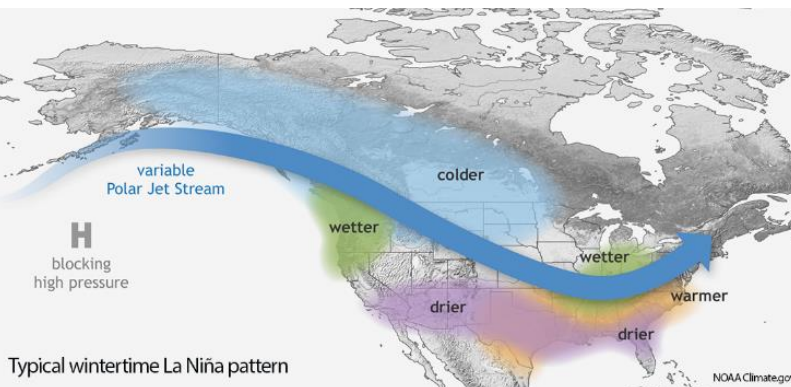 variable
Polar Jet Stream
colder
wetter
H
blocking
high pressure
wetter
drier
warmer
drier
Typical wintertime La Niña pattern
NOAA Climate.gov